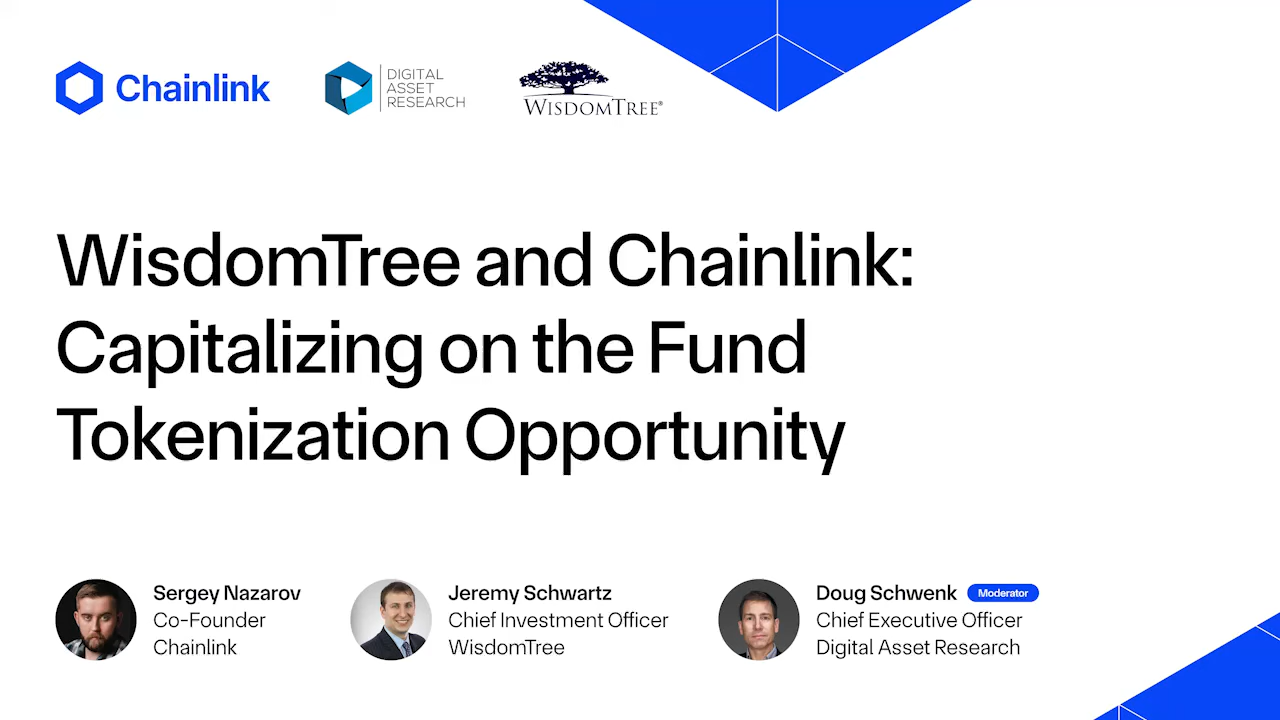 Chainlink
DIGITAL
ASSET
RESEARCH
WISDOMTREE®
WisdomTree and Chainlink:
Capitalizing on the Fund
Tokenization Opportunity
Sergey Nazarov
Co-Founder
Chainlink
Jeremy Schwartz
Chief Investment Officer
WisdomTree
Doug Schwenk Moderator
Chief Executive Officer
Digital Asset Research